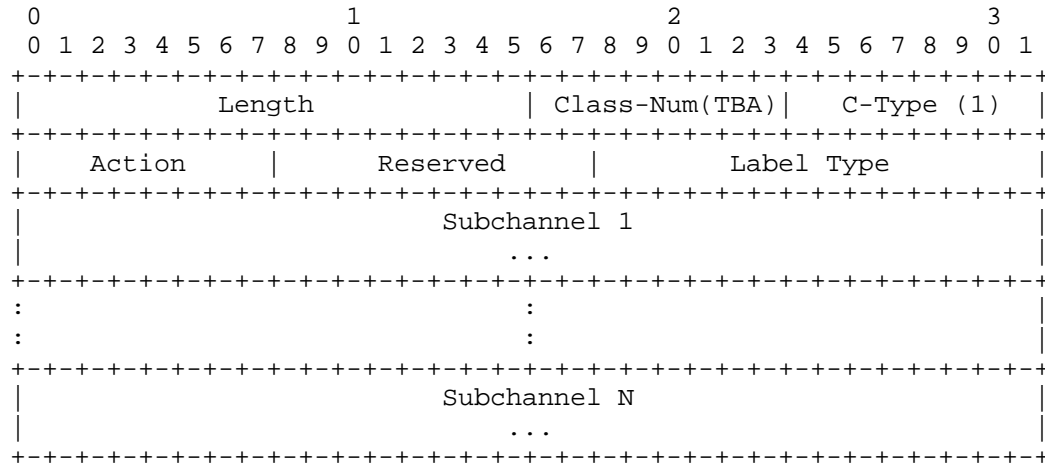 0                   1                   2                   3
 0 1 2 3 4 5 6 7 8 9 0 1 2 3 4 5 6 7 8 9 0 1 2 3 4 5 6 7 8 9 0 1
+-+-+-+-+-+-+-+-+-+-+-+-+-+-+-+-+-+-+-+-+-+-+-+-+-+-+-+-+-+-+-+-+
|            Length             | Class-Num(TBA)|   C-Type (1)  |
+-+-+-+-+-+-+-+-+-+-+-+-+-+-+-+-+-+-+-+-+-+-+-+-+-+-+-+-+-+-+-+-+
|    Action     |      Reserved     |        Label Type         |
+-+-+-+-+-+-+-+-+-+-+-+-+-+-+-+-+-+-+-+-+-+-+-+-+-+-+-+-+-+-+-+-+
|                          Subchannel 1                         |
|                              ...                              |
+-+-+-+-+-+-+-+-+-+-+-+-+-+-+-+-+-+-+-+-+-+-+-+-+-+-+-+-+-+-+-+-+
:                               :                               |
:                               :                               |
+-+-+-+-+-+-+-+-+-+-+-+-+-+-+-+-+-+-+-+-+-+-+-+-+-+-+-+-+-+-+-+-+
|                          Subchannel N                         |
|                              ...                              |
+-+-+-+-+-+-+-+-+-+-+-+-+-+-+-+-+-+-+-+-+-+-+-+-+-+-+-+-+-+-+-+-+